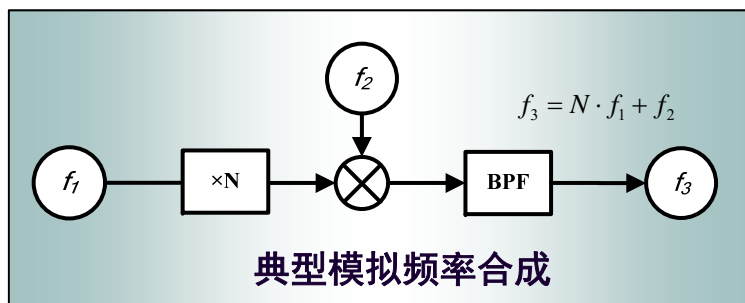 f₂
f₃ = N · f₁ + f₂
f₁
×N
BPF
f₃
典型模拟频率合成